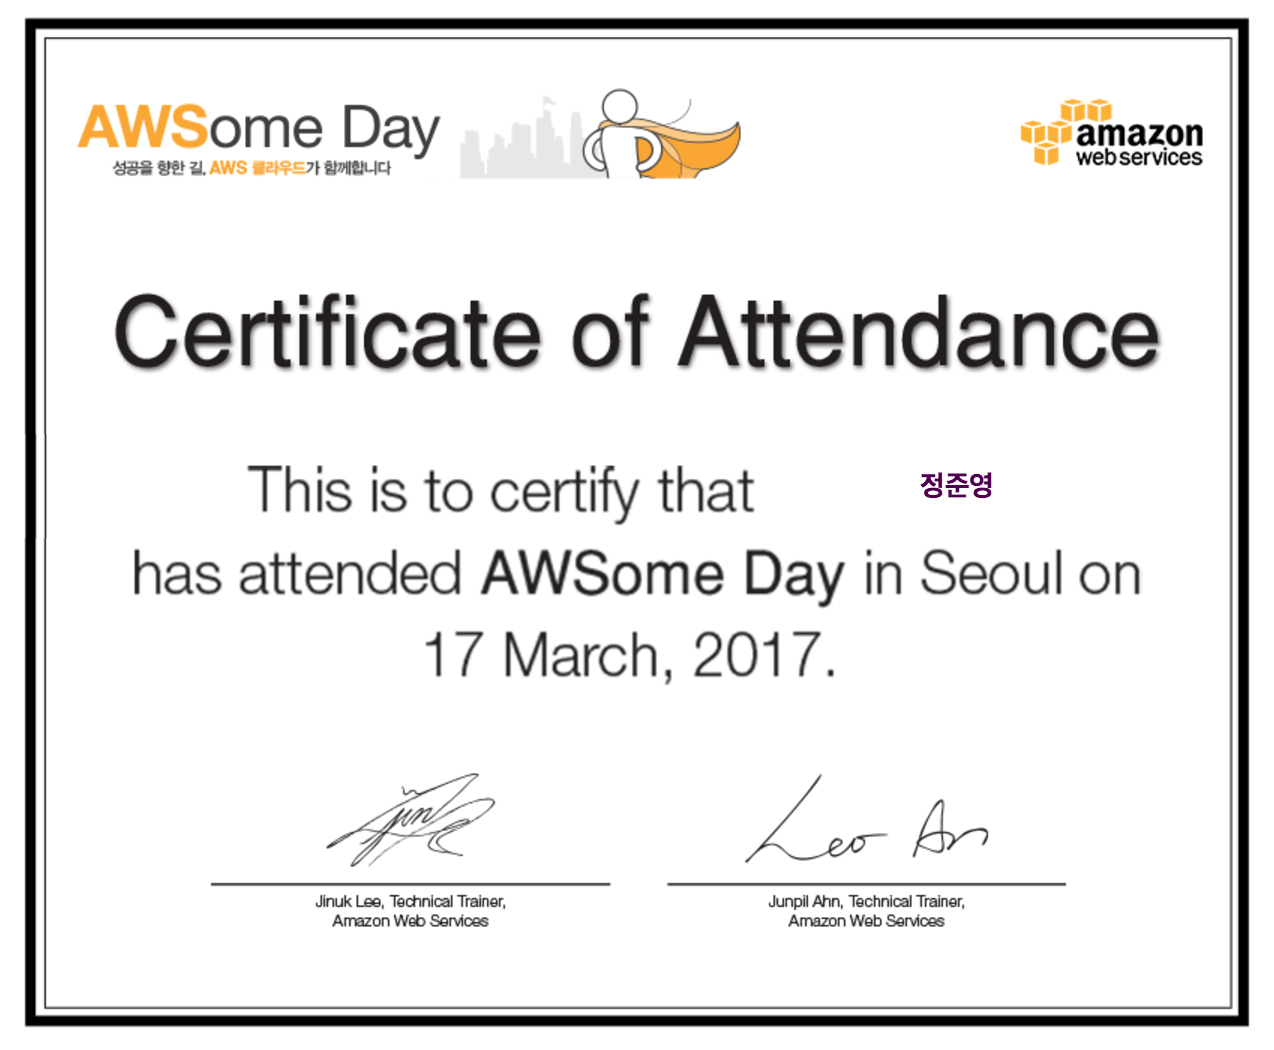 AWSome Day
성공을 향한 길, AWS 클라우드가 함께합니다
amazon
web services
Certificate of Attendance
This is to certify that 정준영
has attended AWSome Day in Seoul on
17 March, 2017.
Leo An
Jinuk Lee, Technical Trainer,
Amazon Web Services
Junpil Ahn, Technical Trainer,
Amazon Web Services